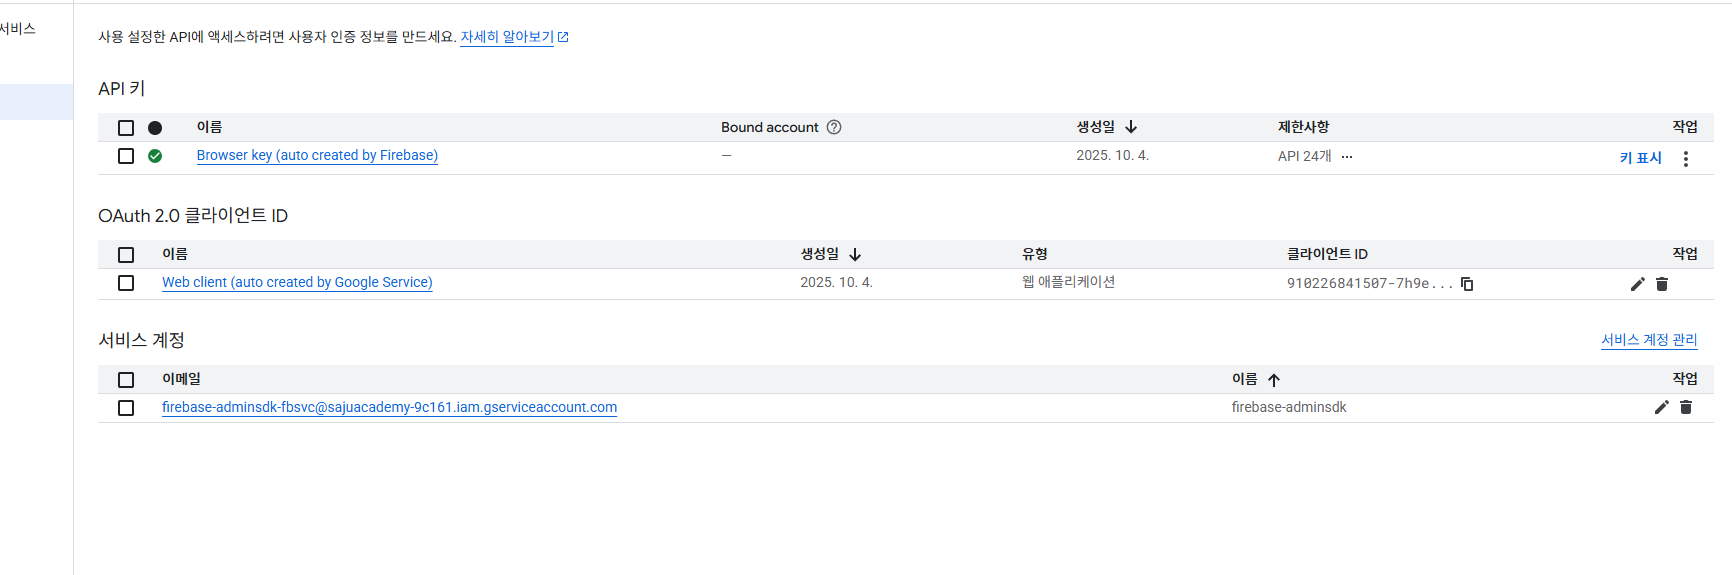 서비스
사용 설정한 API에 액세스하려면 사용자 인증 정보를 만드세요. 자세히 알아보기
API 키
이름 Bound account 생성일 제한사항 작업
Browser key (auto created by Firebase) — 2025. 10. 4. API 24개 ... 키 표시
OAuth 2.0 클라이언트 ID
이름 생성일 유형 클라이언트 ID 작업
Web client (auto created by Google Service) 2025. 10. 4. 웹 애플리케이션 910226841507-7h9e...
서비스 계정 서비스 계정 관리
이메일 이름 작업
firebase-adminsdk-fbsvc@sajuacademy-9c161.iam.gserviceaccount.com firebase-adminsdk